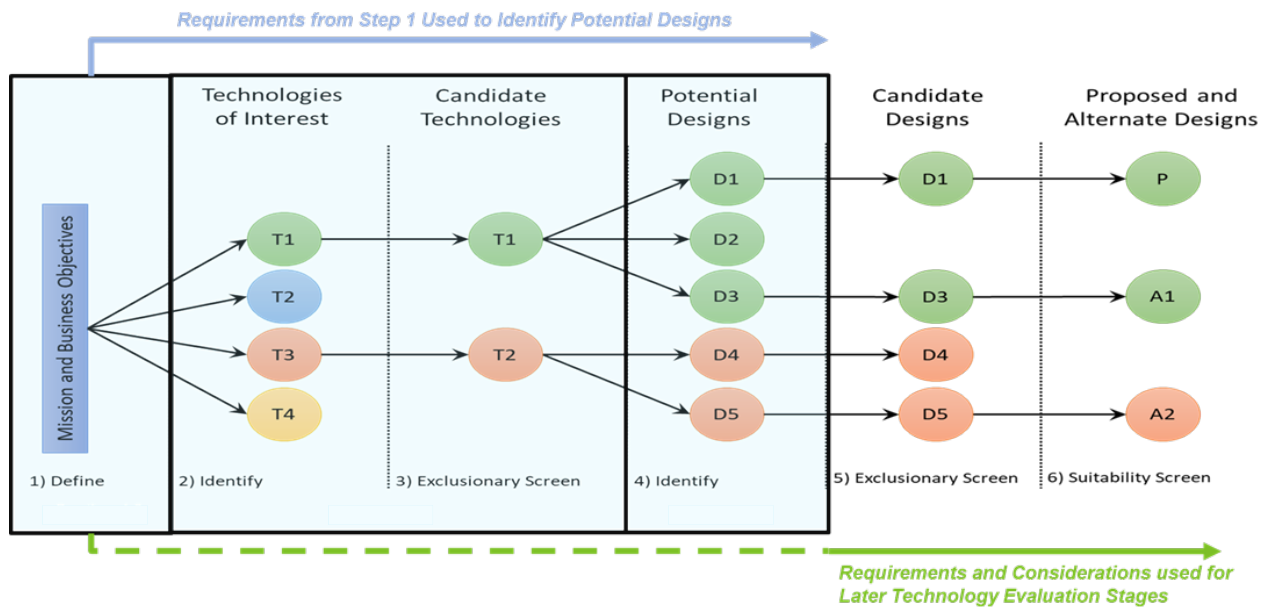 Requirements from Step 1 Used to Identify Potential Designs
Technologies
of Interest
Candidate
Technologies
Potential
Designs
Candidate
Designs
Proposed and
Alternate Designs
Mission and Business Objectives
T1
T2
T3
T4
T1
T2
D1
D2
D3
D4
D5
D1
D3
D4
D5
P
A1
A2
1) Define
2) Identify
3) Exclusionary Screen
4) Identify
5) Exclusionary Screen
6) Suitability Screen
Requirements and Considerations used for
Later Technology Evaluation Stages